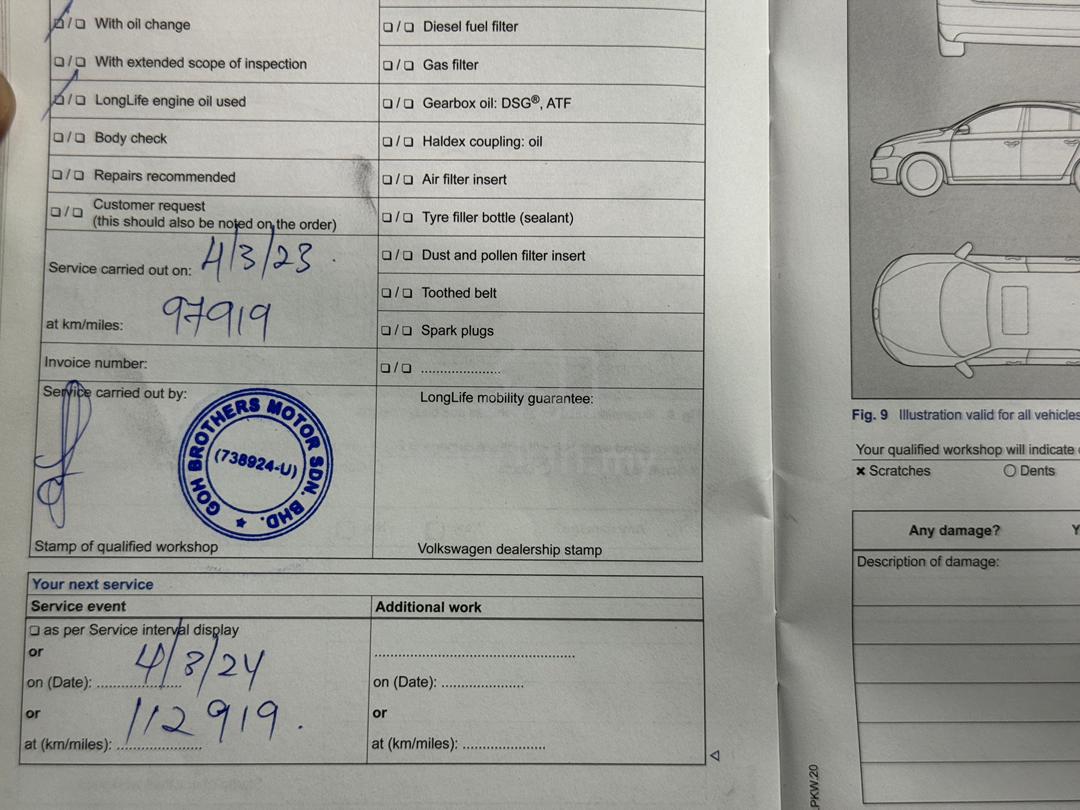 ❑ / ❑ With oil change
❑ / ❑ With extended scope of inspection
❑ / ❑ LongLife engine oil used
❑ / ❑ Body check
❑ / ❑ Repairs recommended
❑ / ❑ Customer request
(this should also be noted on the order)
Service carried out on: 4/3/23
at km/miles: 97919
Invoice number:
Service carried out by:
GOH BROTHERS MOTOR SDN. BHD.
(738924-U)
Stamp of qualified workshop
❑ / ❑ Diesel fuel filter
❑ / ❑ Gas filter
❑ / ❑ Gearbox oil: DSG®, ATF
❑ / ❑ Haldex coupling: oil
❑ / ❑ Air filter insert
❑ / ❑ Tyre filler bottle (sealant)
❑ / ❑ Dust and pollen filter insert
❑ / ❑ Toothed belt
❑ / ❑ Spark plugs
❑ / ❑ .....................
LongLife mobility guarantee:
Volkswagen dealership stamp
Your next service
Service event
❑ as per Service interval display
or
on (Date): 4/3/24
or
at (km/miles): 112919.
Additional work
on (Date): .....................
or
at (km/miles): .....................
Fig. 9 Illustration valid for all vehicles
Your qualified workshop will indicate
× Scratches
O Dents
Any damage?
Y
Description of damage:
PKW.20